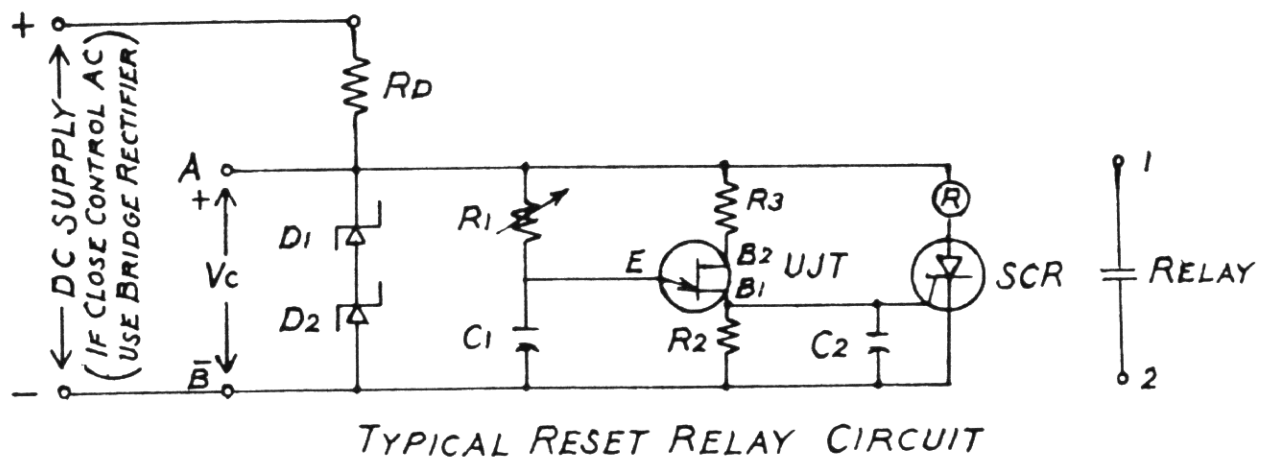 +
DC SUPPLY
(IF CLOSE CONTROL AC
USE BRIDGE RECTIFIER)
-
A
+
VC
B̄
RD
D1
D2
R1
C1
E
R3
B2
B1
UJT
R2
C2
R
SCR
1
RELAY
2
TYPICAL RESET RELAY CIRCUIT